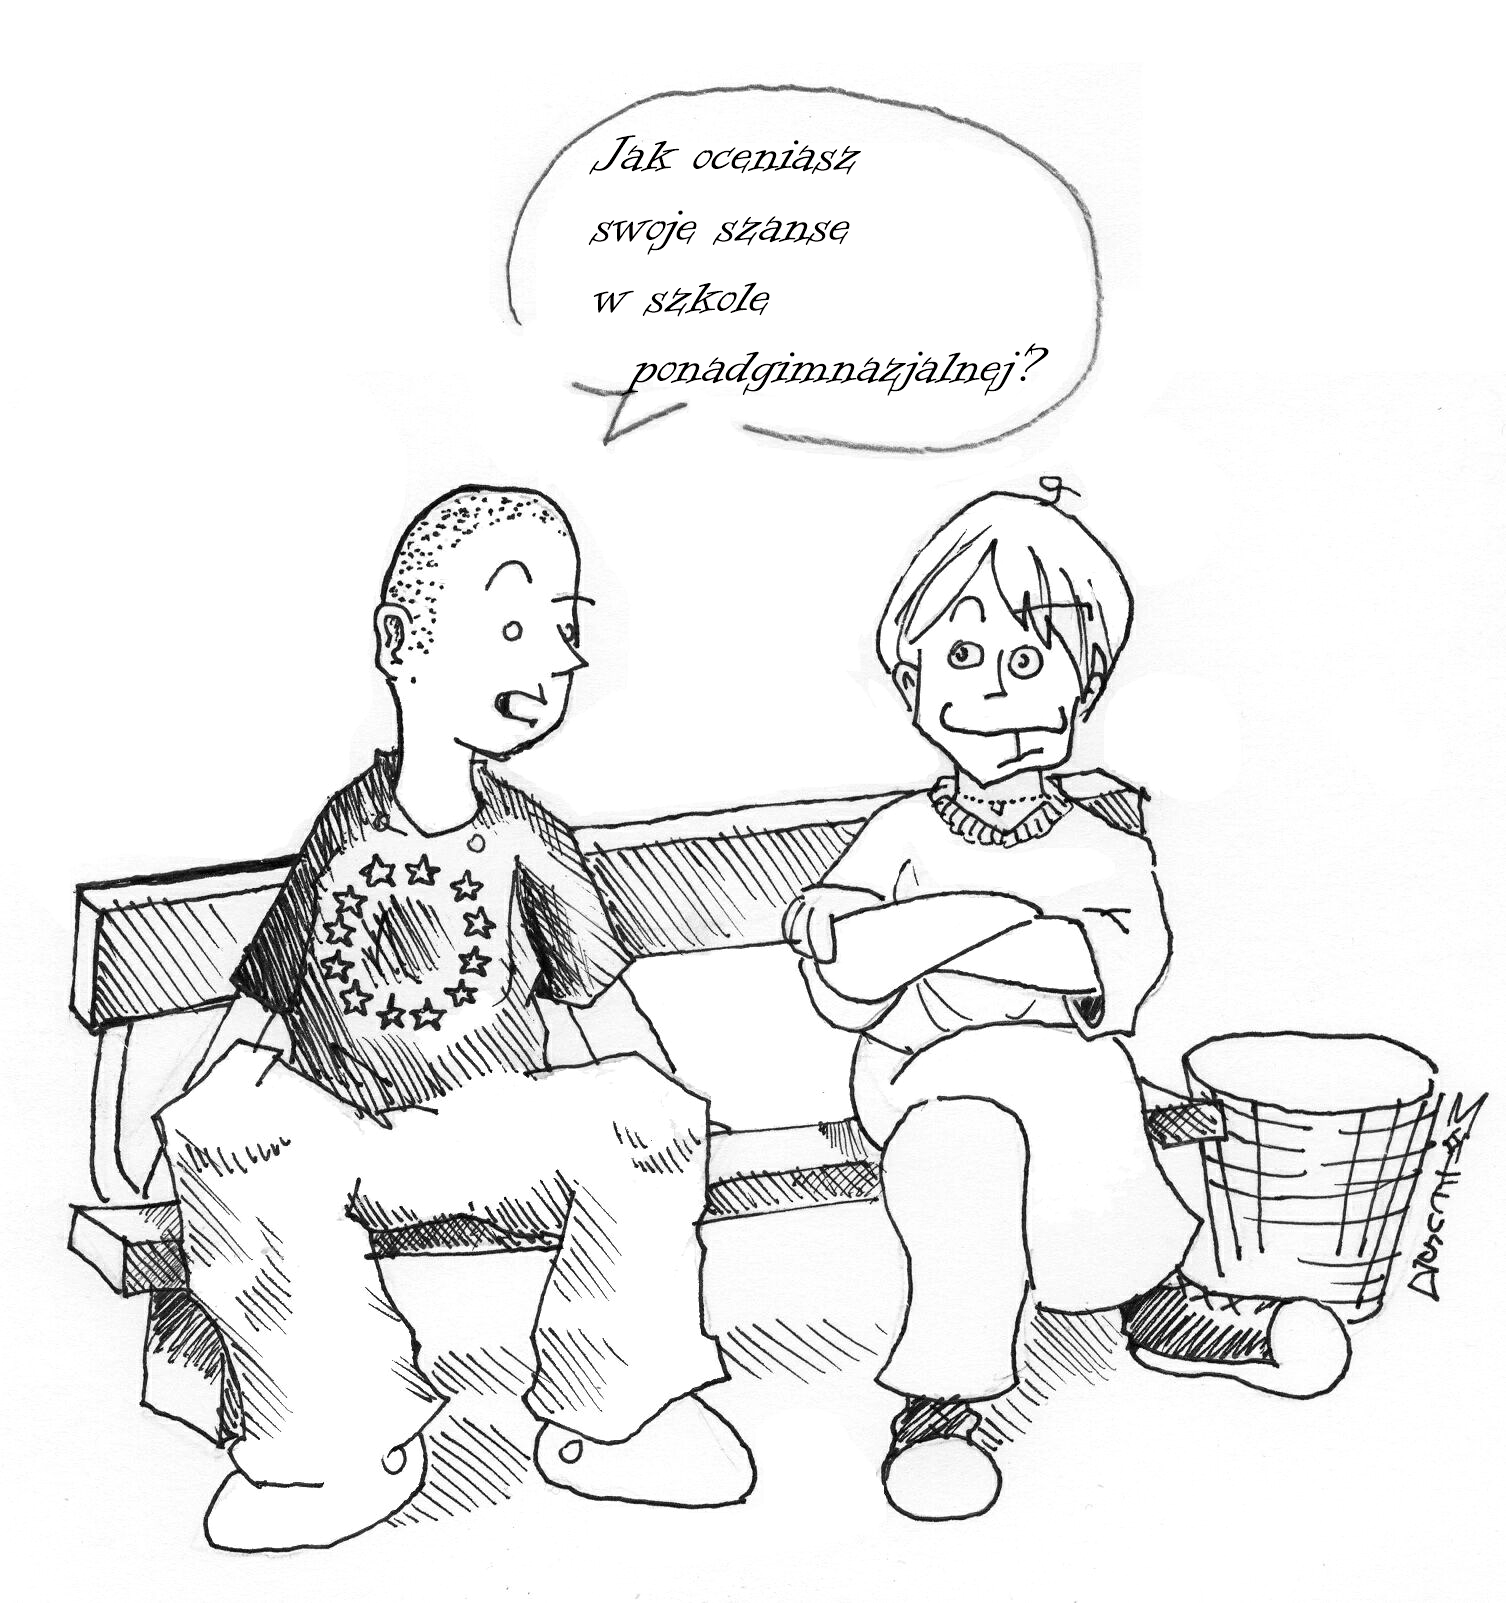 Jak oceniasz
swoje szanse
w szkole
ponadgimnazjalnej?